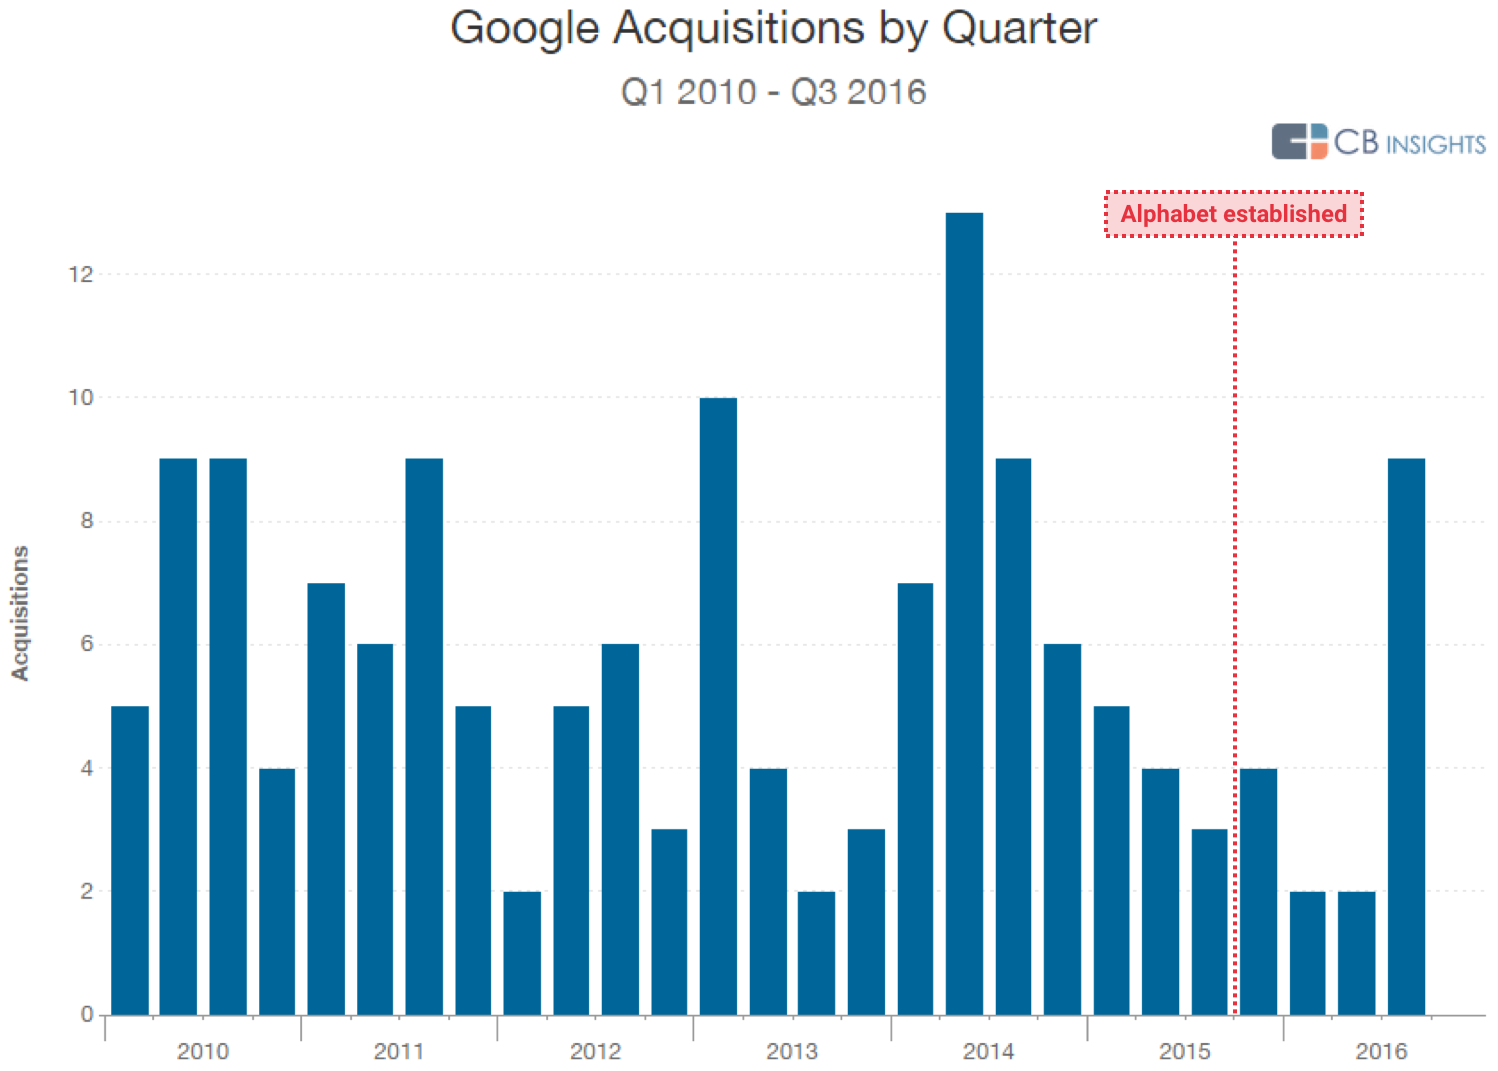 Google Acquisitions by Quarter
Q1 2010 - Q3 2016
CB INSIGHTS
Alphabet established
12
10
8
6
4
2
0
Acquisitions
2010 2011 2012 2013 2014 2015 2016